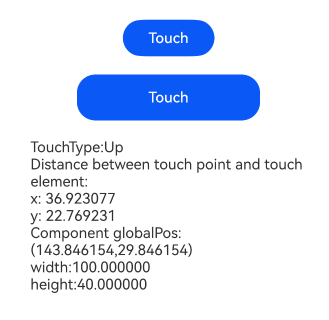 Touch
Touch
TouchType:Up
Distance between touch point and touch
element:
x: 36.923077
y: 22.769231
Component globalPos:
(143.846154,29.846154)
width:100.000000
height:40.000000